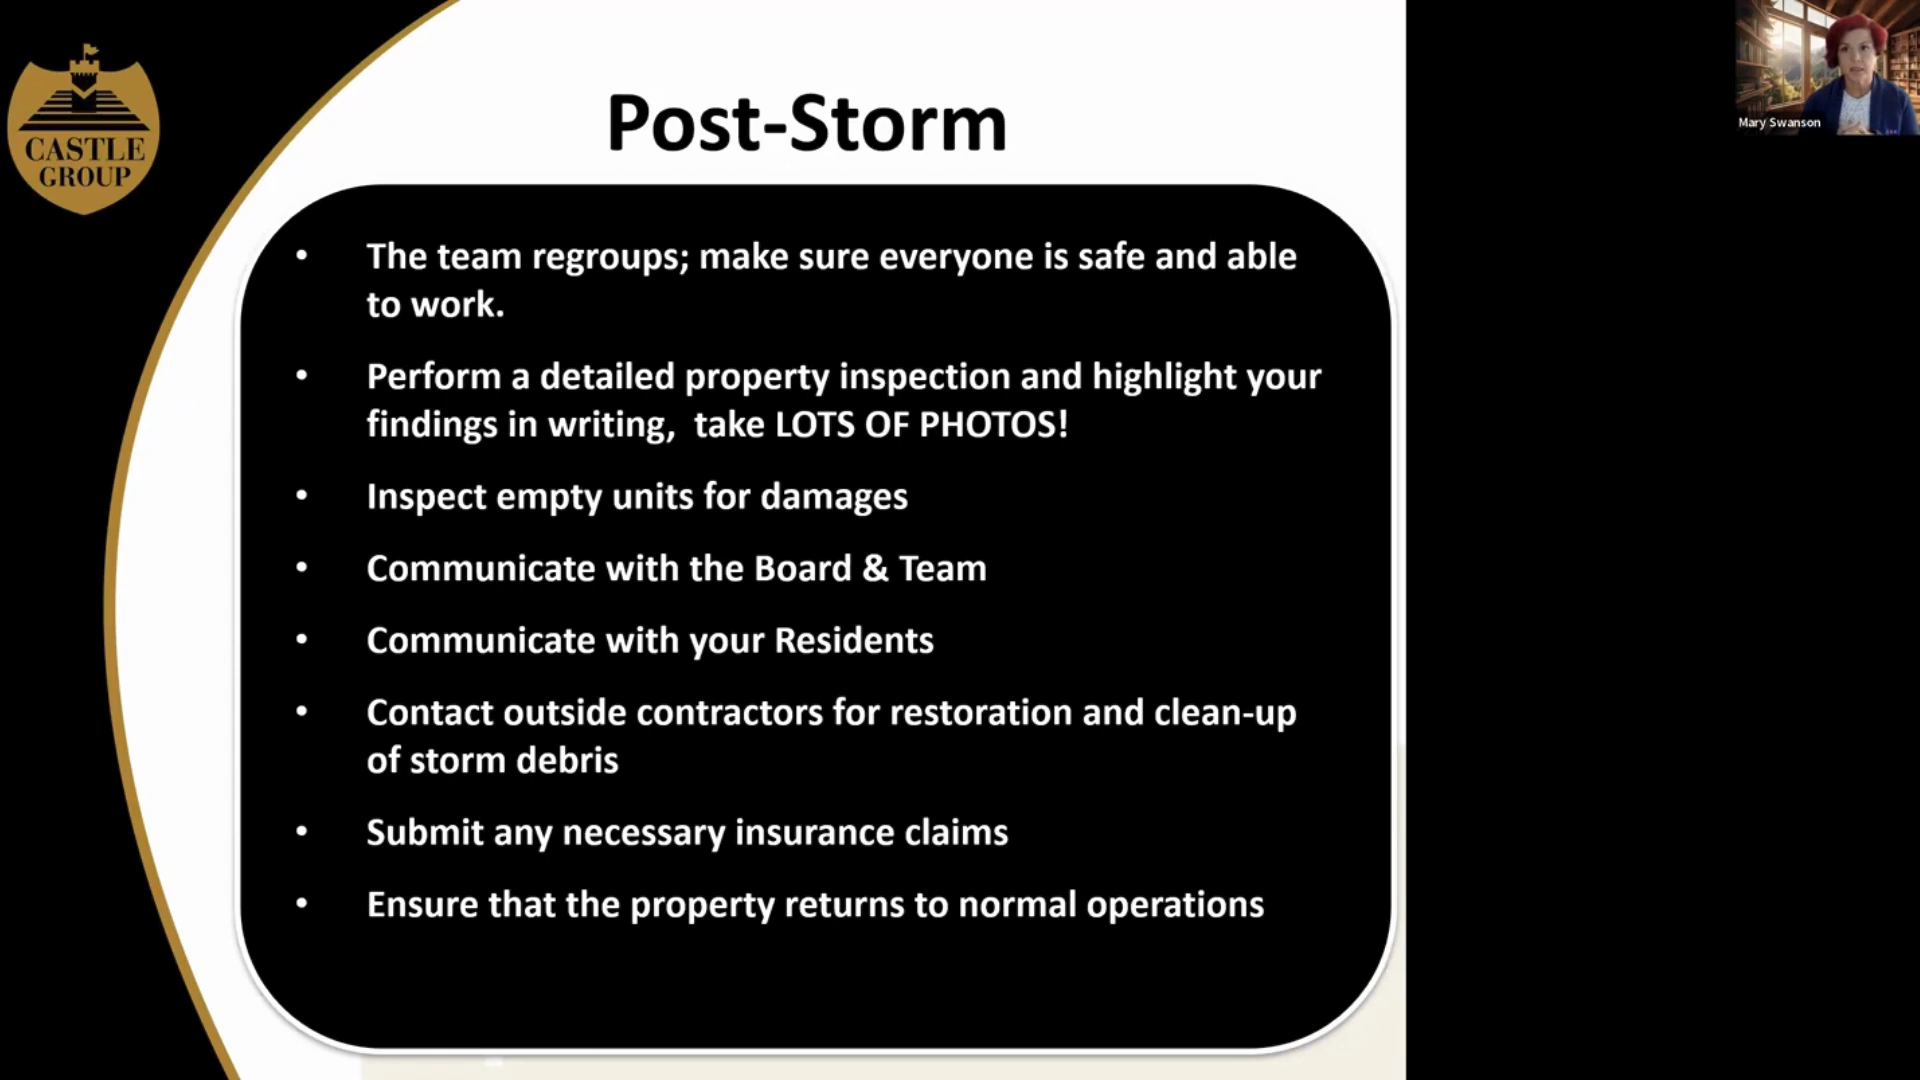 CASTLE
GROUP
Post-Storm
Mary Swanson
• The team regroups; make sure everyone is safe and able
to work.
• Perform a detailed property inspection and highlight your
findings in writing,  take LOTS OF PHOTOS!
• Inspect empty units for damages
• Communicate with the Board & Team
• Communicate with your Residents
• Contact outside contractors for restoration and clean-up
of storm debris
• Submit any necessary insurance claims
• Ensure that the property returns to normal operations